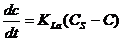 dc/dt = K_{La}(C_S − C)